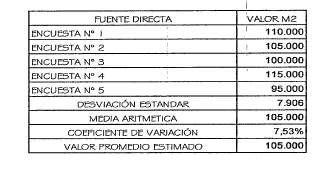 FUENTE DIRECTA VALOR M2
ENCUESTA Nº 1 110.000
ENCUESTA Nº 2 105.000
ENCUESTA Nº 3 100.000
ENCUESTA Nº 4 115.000
ENCUESTA Nº 5 95.000
DESVIACIÓN ESTANDAR 7.906
MEDIA ARITMETICA 105.000
COEFICIENTE DE VARIACIÓN 7,53%
VALOR PROMEDIO ESTIMADO 105.000